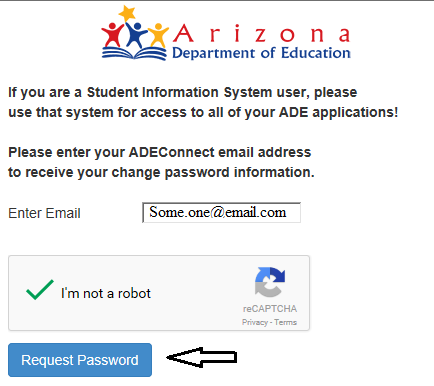 Arizona
Department of Education
If you are a Student Information System user, please
use that system for access to all of your ADE applications!
Please enter your ADEConnect email address
to receive your change password information.
Enter Email Some.one@email.com
I'm not a robot
reCAPTCHA
Privacy - Terms
Request Password